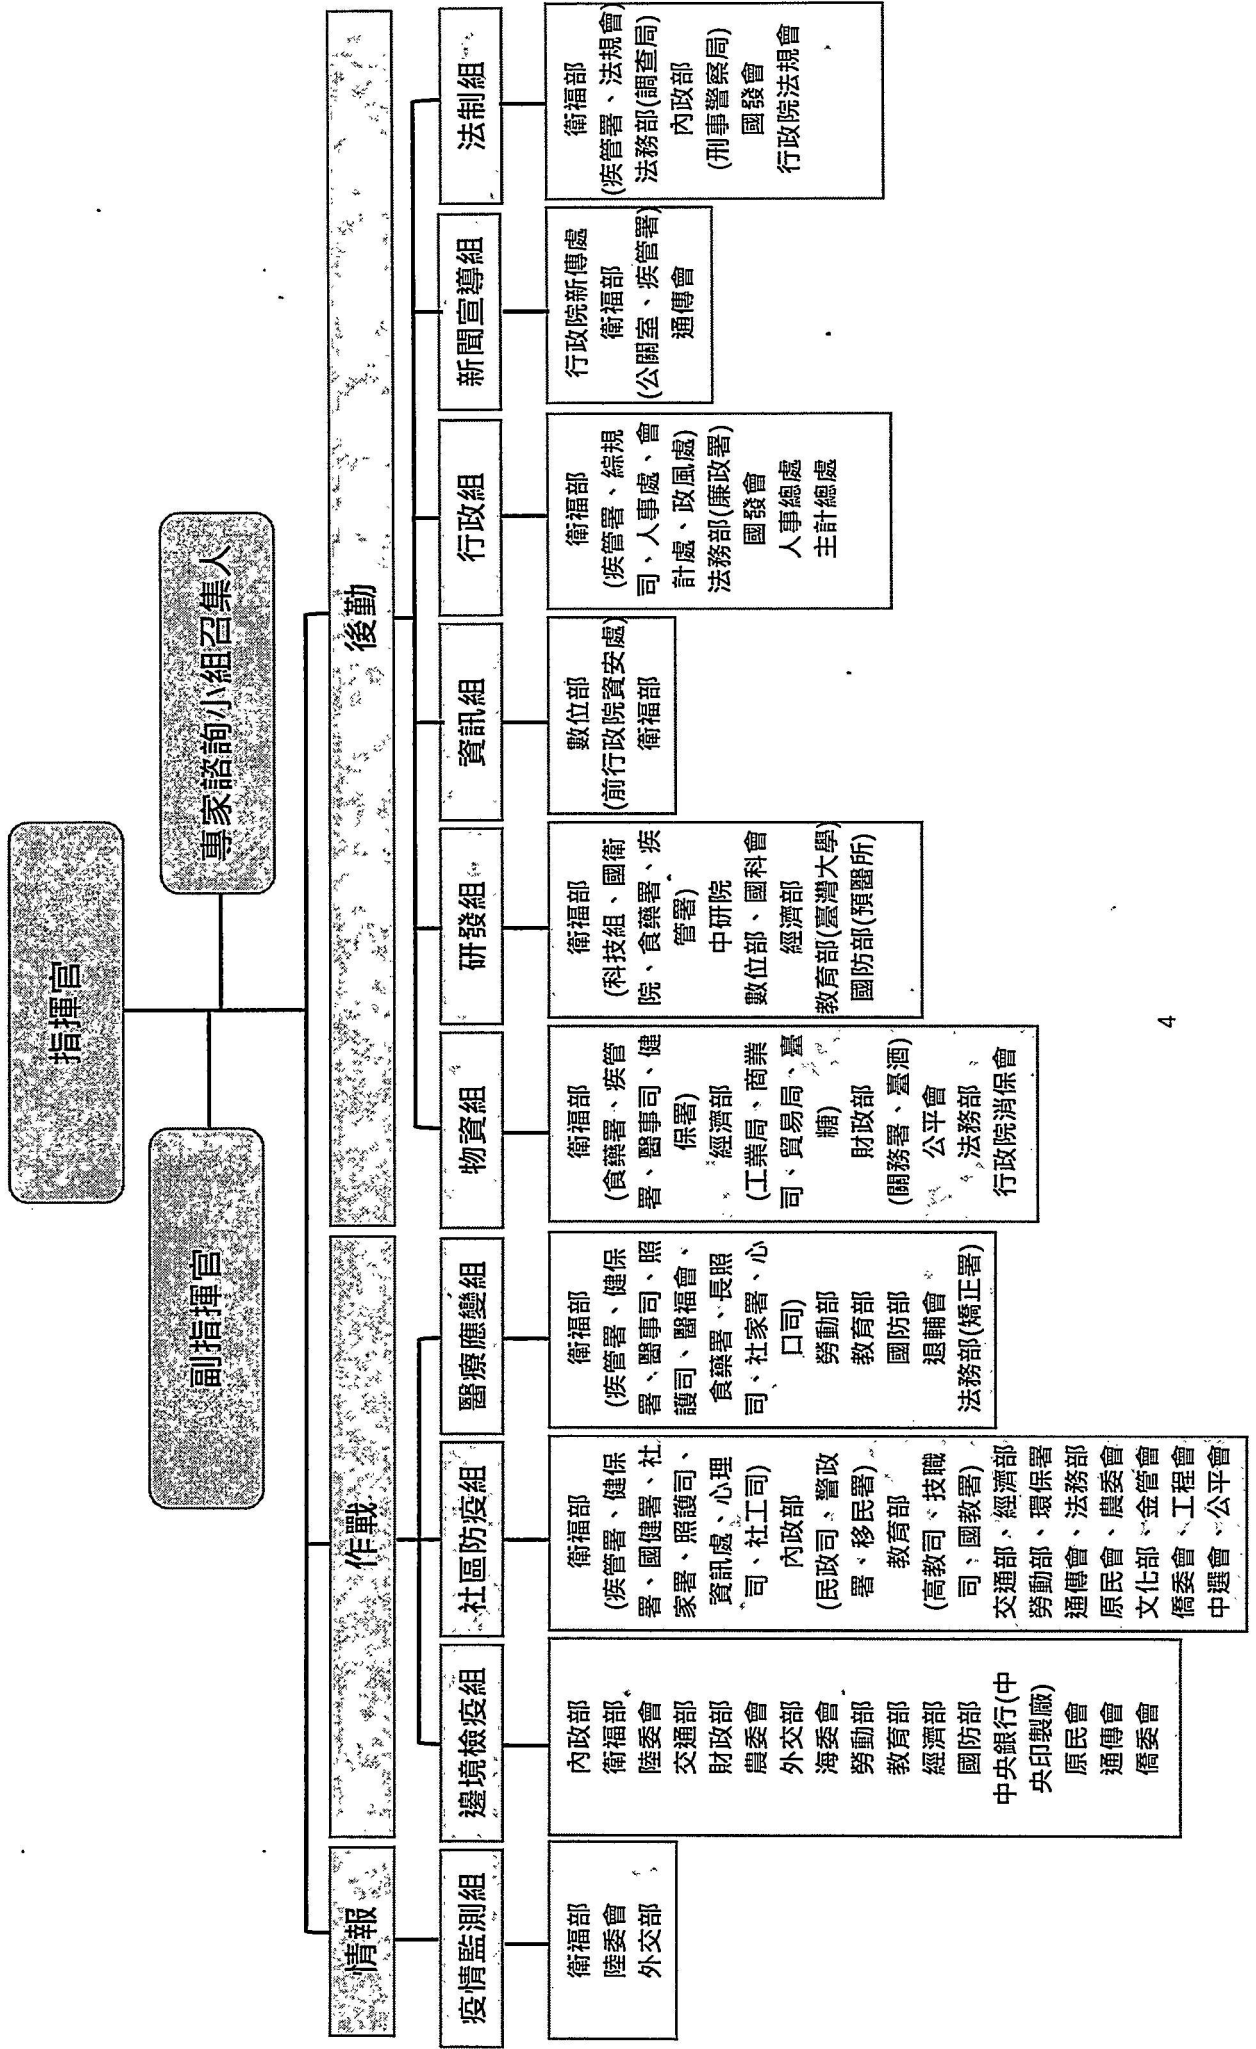 指揮官
副指揮官
專家諮詢小組召集人
情報
作戰
後勤
疫情監測組
邊境檢疫組
社區防疫組
醫療應變組
物資組
研發組
資訊組
行政組
新聞宣導組
法制組
衛福部
陸委會
外交部
內政部
衛福部
陸委會
交通部
財政部
農委會
外交部
海委會
勞動部
教育部
經濟部
國防部
中央銀行(中
央印製廠)
原民會
通傳會
僑委會
衛福部
(疾管署、健保
署、國健署、社
家署、照護司、
資訊處、心理
司、社工司)
內政部
(民政司、警政
署、移民署)
教育部
(高教司、技職
司、國教署)
交通部、經濟部
勞動部、環保署
通傳會、法務部
原民會、農委會
文化部、金管會
僑委會、工程會
中選會、公平會
衛福部
(疾管署、健保
署、醫事司、照
護司、醫福會、
食藥署、長照
司、社家署、心
口司)
勞動部
教育部
國防部
退輔會
法務部(矯正署)
衛福部
(食藥署、疾管
署、醫事司、健
保署)
經濟部
(工業局、商業
司、貿易局、臺
糖)
財政部
(關務署、臺酒)
公平會
法務部
行政院消保會
衛福部
(科技組、國衛
院、食藥署、疾
管署)
中研院
數位部、國科會
經濟部
教育部(臺灣大學)
國防部(預醫所)
數位部
(前行政院資安處)
衛福部
衛福部
(疾管署、綜規
司、人事處、會
計處、政風處)
法務部(廉政署)
國發會
人事總處
主計總處
行政院新傳處
衛福部
(公關室、疾管署)
通傳會
衛福部
(疾管署、法規會)
法務部(調查局)
內政部
(刑事警察局)
國發會
行政院法規會
4